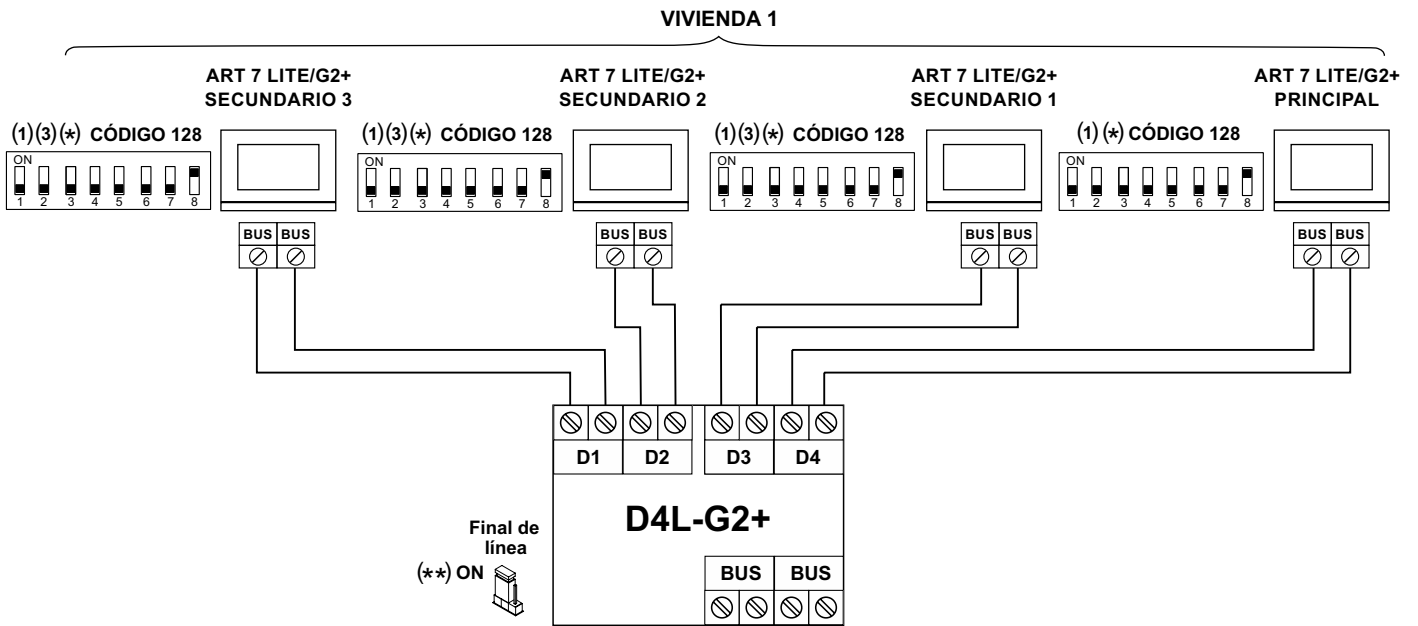 VIVIENDA 1
ART 7 LITE/G2+
SECUNDARIO 3
ART 7 LITE/G2+
SECUNDARIO 2
ART 7 LITE/G2+
SECUNDARIO 1
ART 7 LITE/G2+
PRINCIPAL
(1)(3)(*) CÓDIGO 128
(1)(3)(*) CÓDIGO 128
(1)(3)(*) CÓDIGO 128
(1)(*) CÓDIGO 128
ON
ON
ON
ON
1 2 3 4 5 6 7 8
1 2 3 4 5 6 7 8
1 2 3 4 5 6 7 8
1 2 3 4 5 6 7 8
BUS BUS
BUS BUS
BUS BUS
BUS BUS
D1 D2 D3 D4
D4L-G2+
Final de
línea
(**) ON
BUS BUS